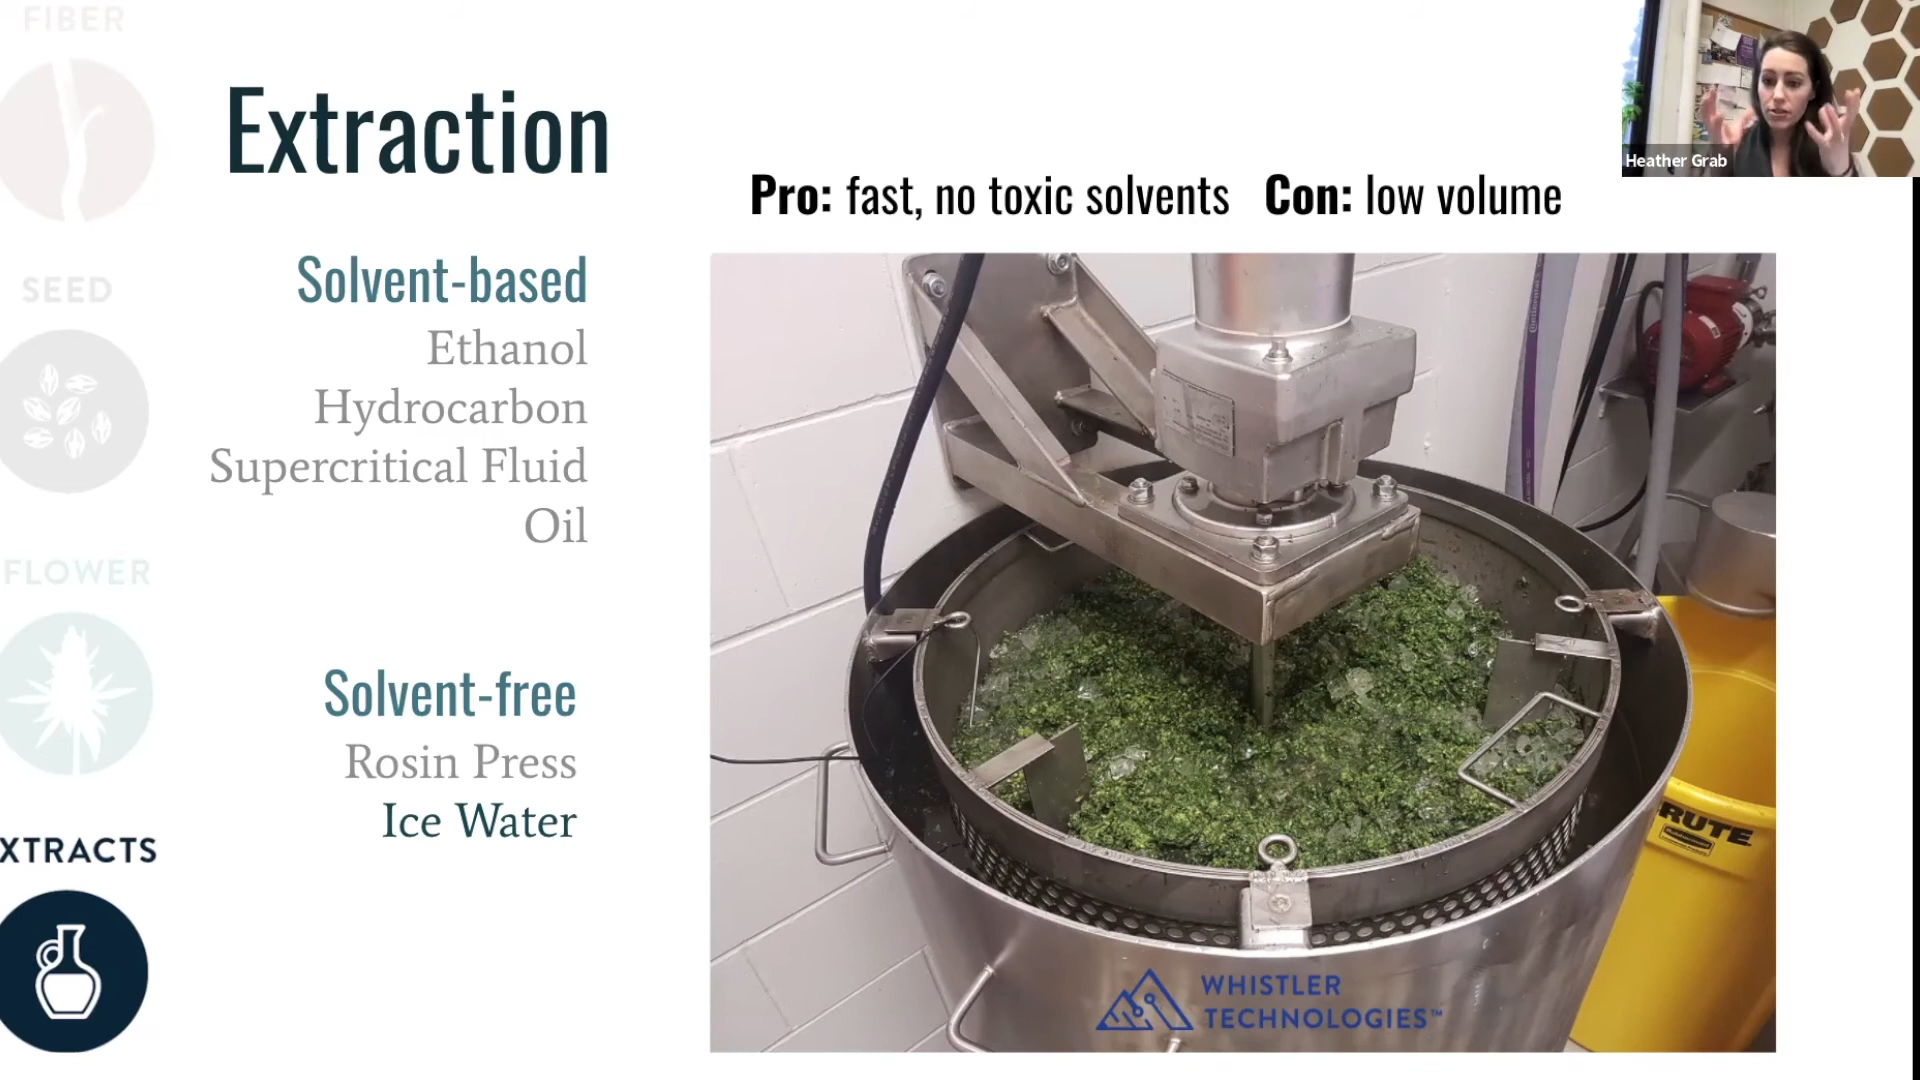 FIBER
SEED
FLOWER
XTRACTS
Extraction
Solvent-based
Ethanol
Hydrocarbon
Supercritical Fluid
Oil
Solvent-free
Rosin Press
Ice Water
Pro: fast, no toxic solvents Con: low volume
RUTE
WHISTLER
TECHNOLOGIES™
Heather Grab